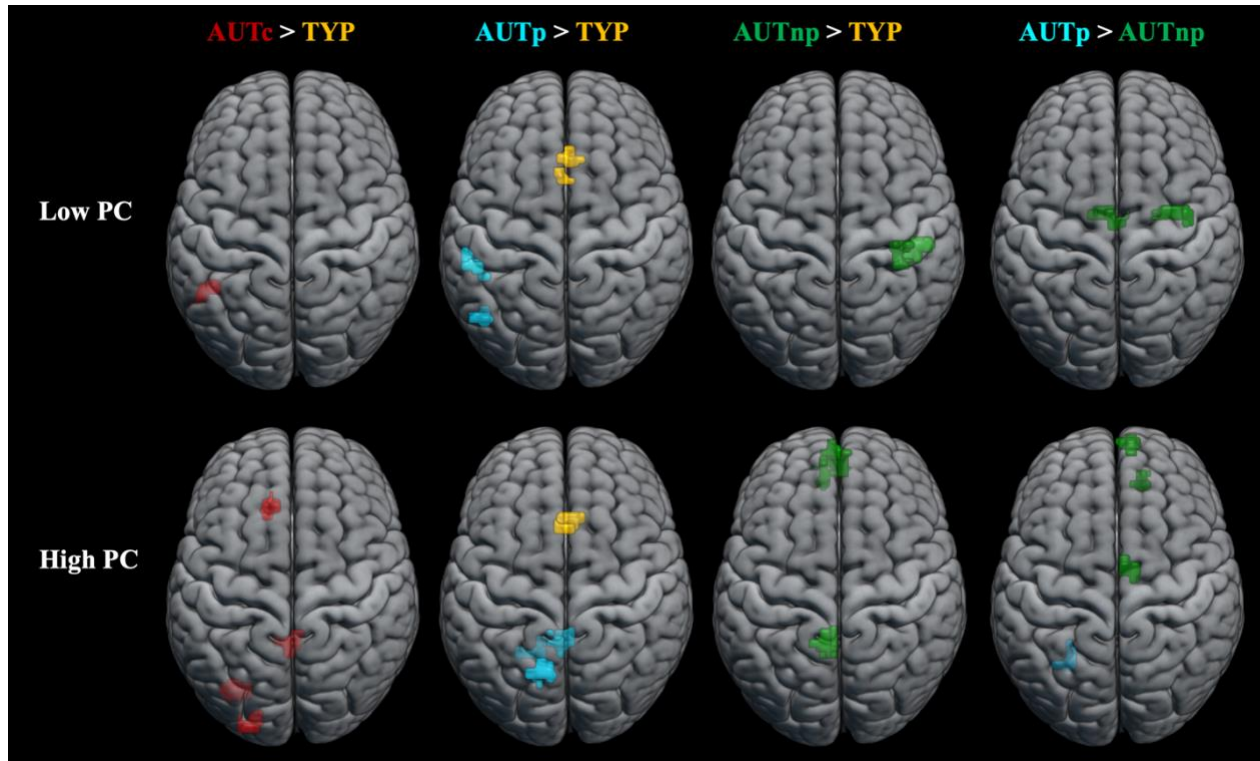 AUTc > TYP
AUTp > TYP
AUTnp > TYP
AUTp > AUTnp
Low PC
High PC